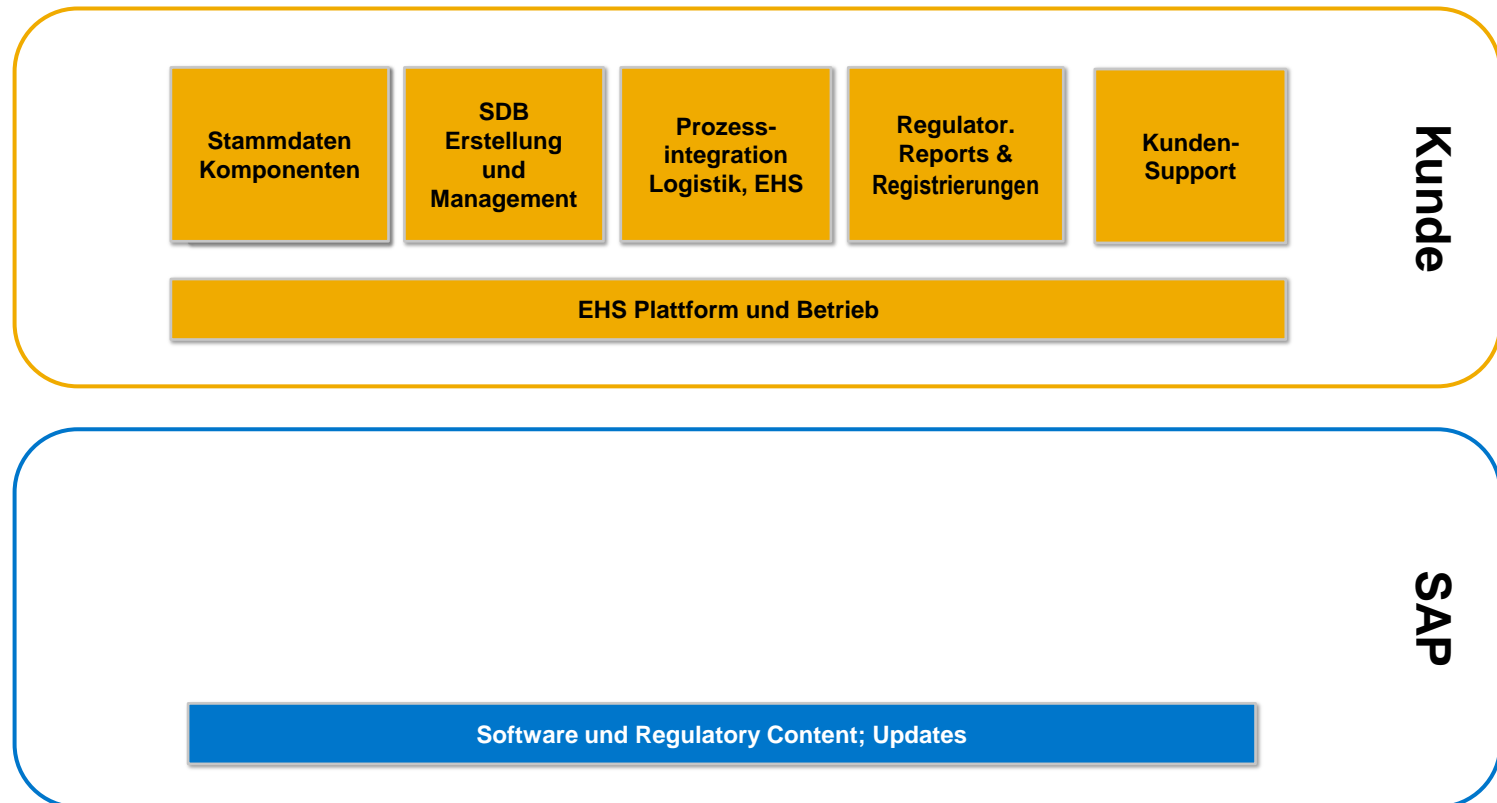 Stammdaten
Komponenten
SDB
Erstellung
und
Management
Prozess-
integration
Logistik, EHS
Regulator.
Reports &
Registrierungen
Kunden-
Support
Kunde
EHS Plattform und Betrieb
SAP
Software und Regulatory Content; Updates